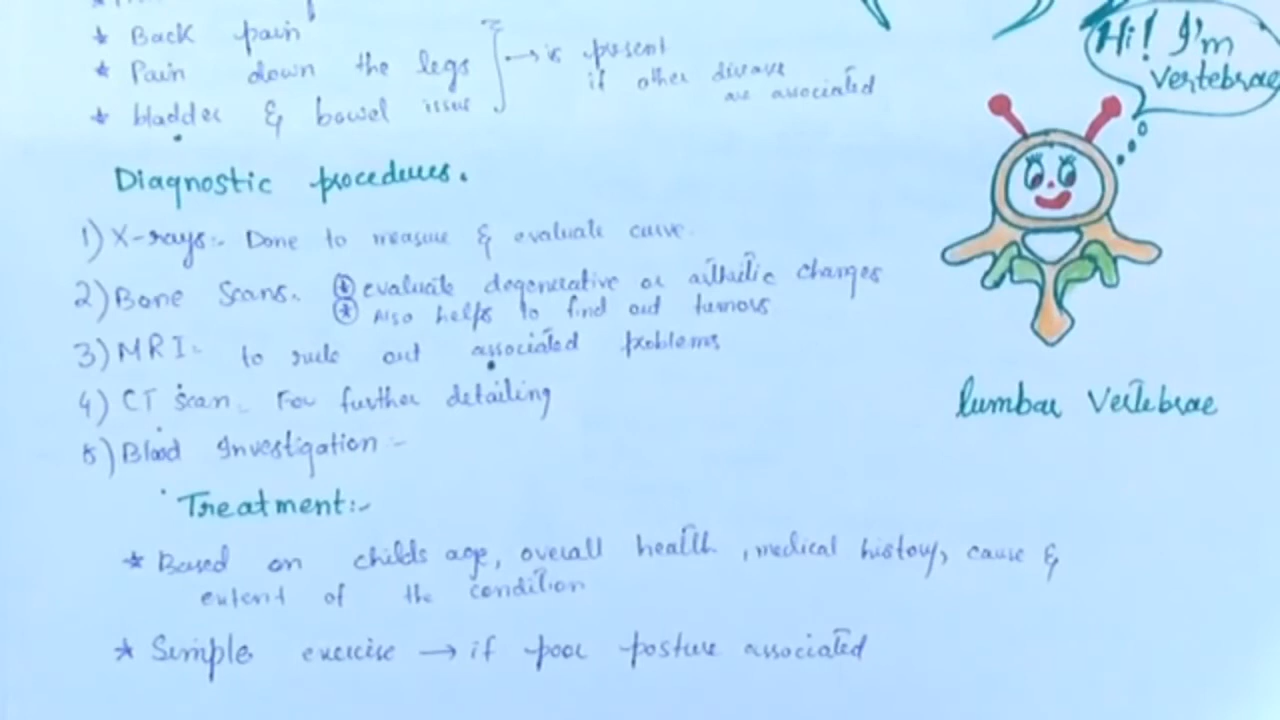 * Back pain
* Pain down the legs → is present
if other disease
are associated
* bladder & bowel issue
Hi! I'm
vertebrae
Diagnostic procedures.
1) X-rays:- Done to measure & evaluate curve.
2) Bone Scans. * evaluate degenerative or arthritic changes
* Also helps to find out tumors
3) MRI - to rule out associated problems
4) CT scan - For further detailing
5) Blood Investigation :-
lumbar Vertebrae
Treatment:-
* Based on childs age, overall health, medical history, cause &
extent of the condition
* Simple exercise → if poor posture associated